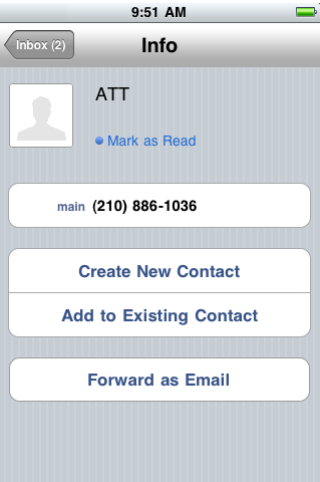 9:51 AM
Inbox (2)
Info
ATT
Mark as Read
main (210) 886-1036
Create New Contact
Add to Existing Contact
Forward as Email